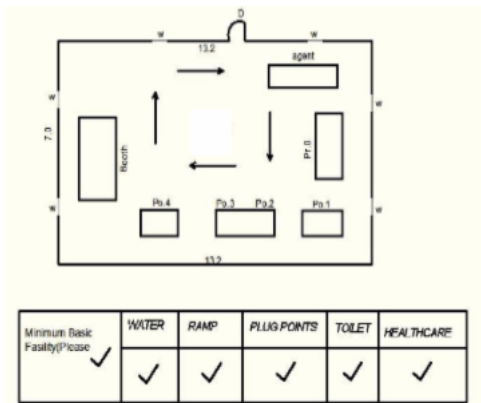 D
w
w
13.2
agent
w
w
7.0
Booth
Pr.0
w
w
Po.4
Po.3
Po.2
Po.1
13.2
Minimum Basic
Fasility(Please
WATER
RAMP
PLUG POINTS
TOILET
HEALTHCARE